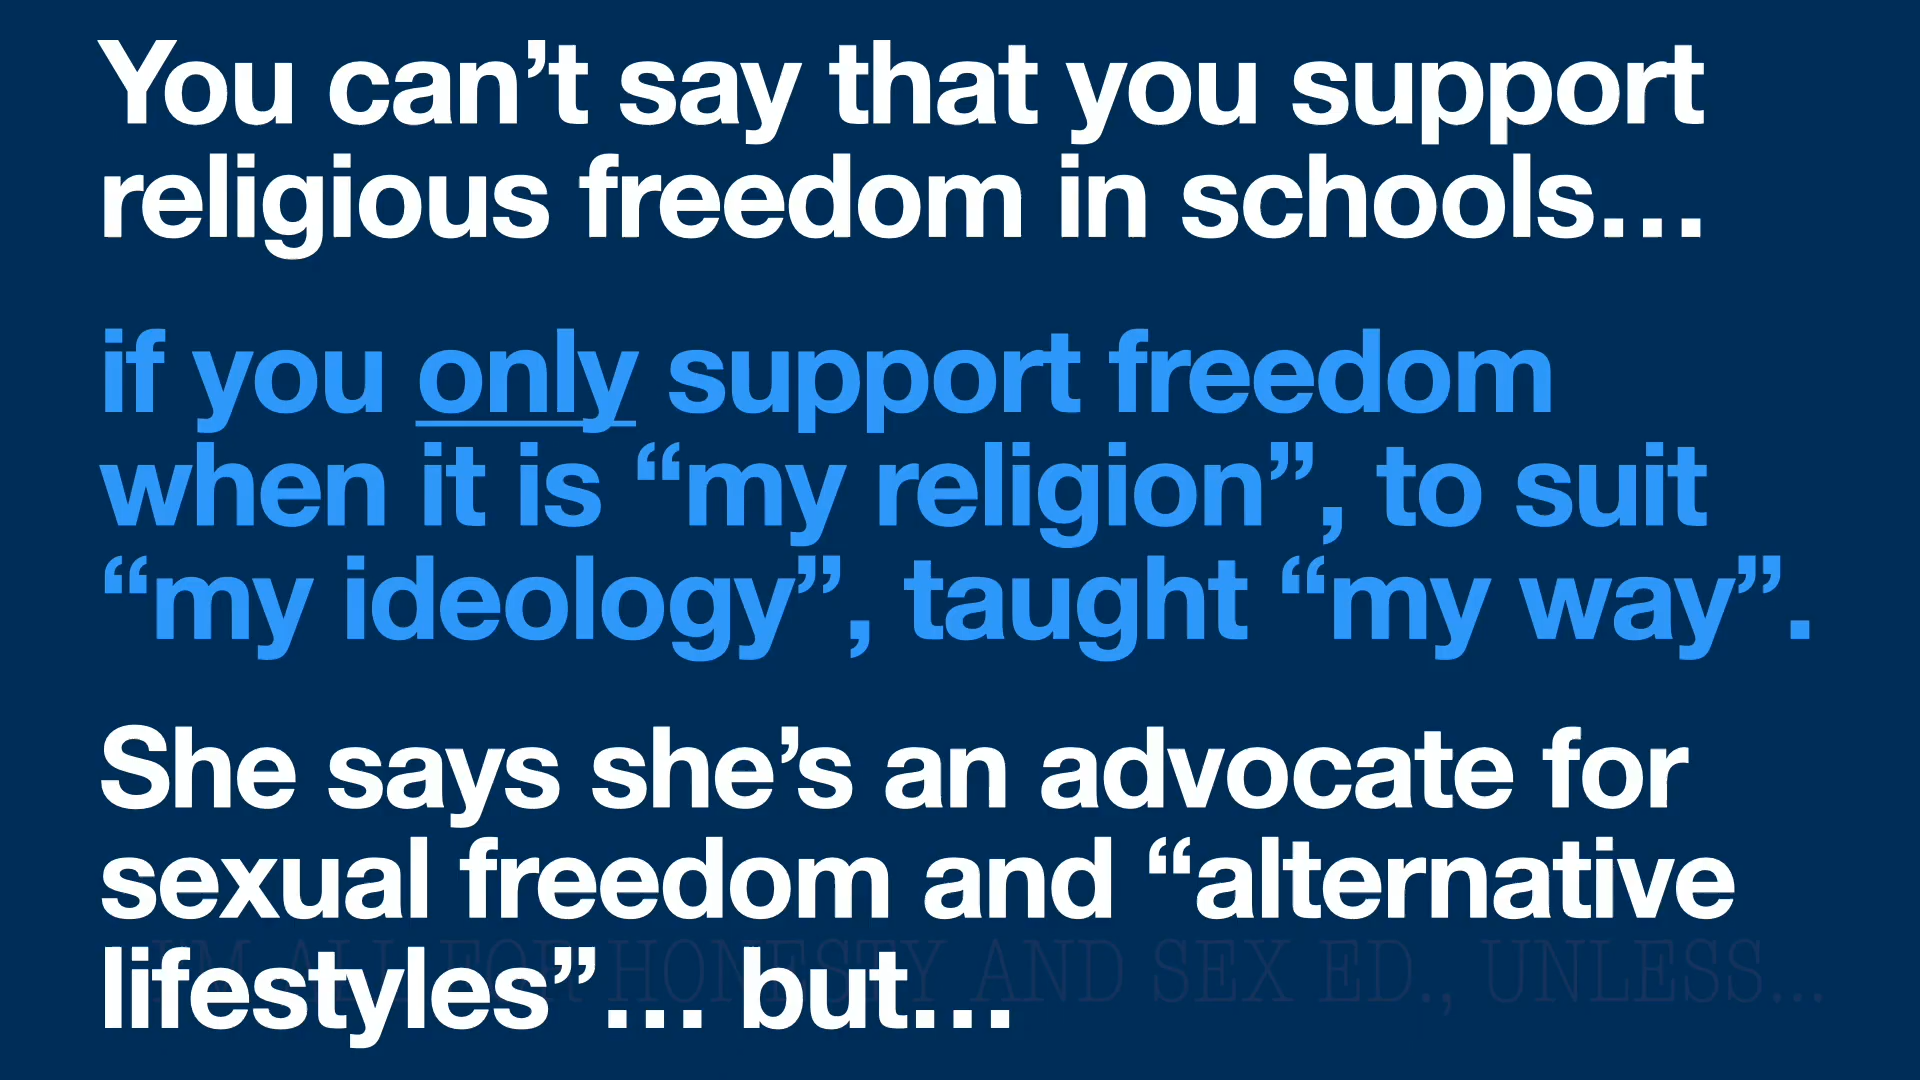 You can’t say that you support
religious freedom in schools…
if you only support freedom
when it is “my religion”, to suit
“my ideology”, taught “my way”.
She says she’s an advocate for
sexual freedom and “alternative
lifestyles”… but…
I'M ALL FOR HONESTY AND SEX ED., UNLESS...